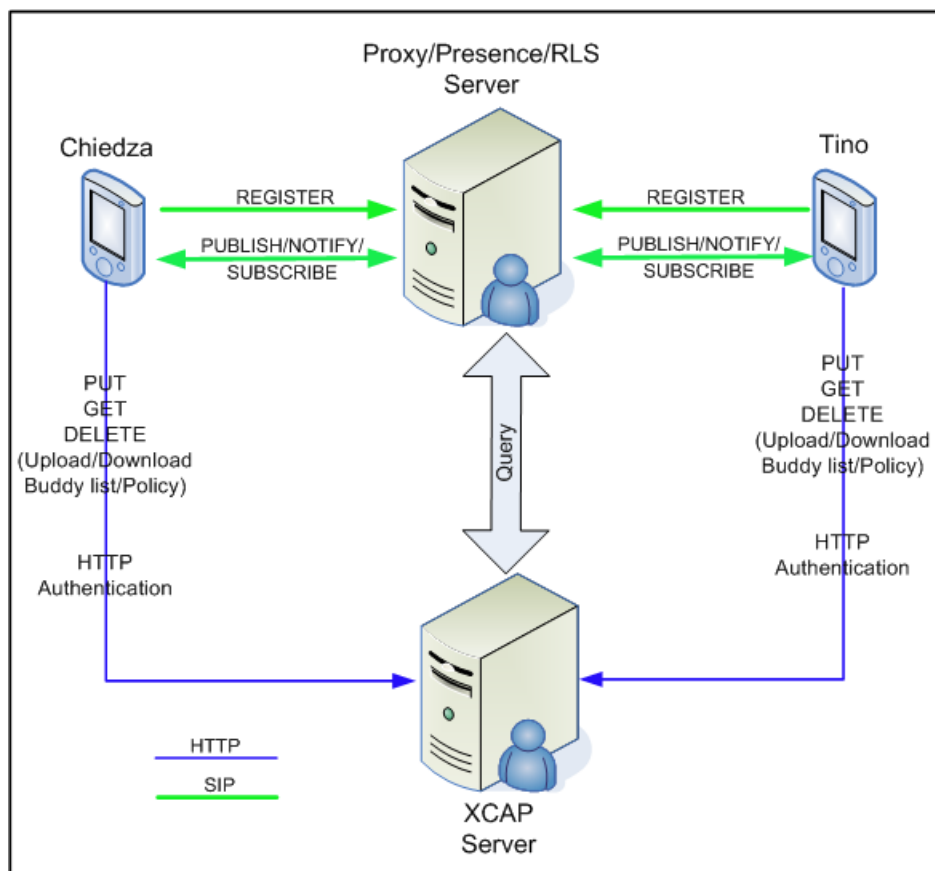 Proxy/Presence/RLS
Server
Chiedza
Tino
REGISTER
REGISTER
PUBLISH/NOTIFY/
SUBSCRIBE
PUBLISH/NOTIFY/
SUBSCRIBE
PUT
GET
DELETE
(Upload/Download
Buddy list/Policy)
PUT
GET
DELETE
(Upload/Download
Buddy list/Policy)
Query
HTTP
Authentication
HTTP
Authentication
HTTP
SIP
XCAP
Server